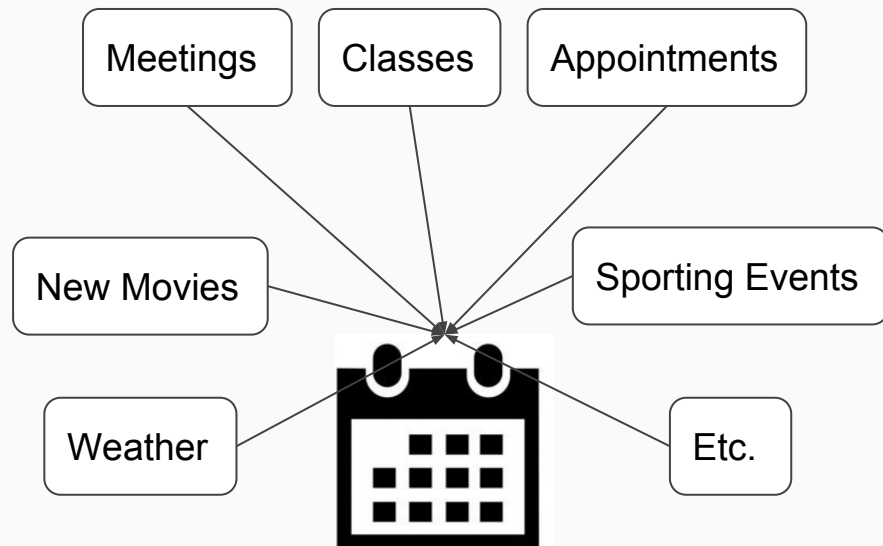 Meetings
Classes
Appointments
New Movies
Sporting Events
Weather
Etc.